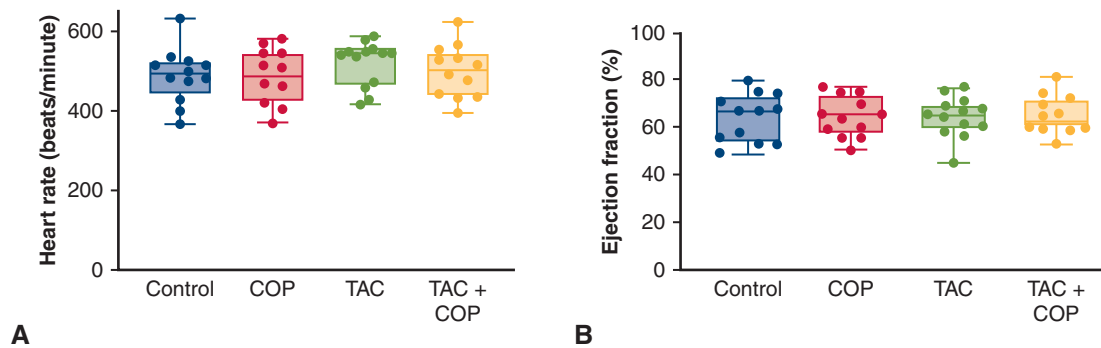 Heart rate (beats/minute)
600
400
200
0
Control
COP
TAC
TAC +
COP
A
Ejection fraction (%)
100
80
60
40
20
0
Control
COP
TAC
TAC +
COP
B